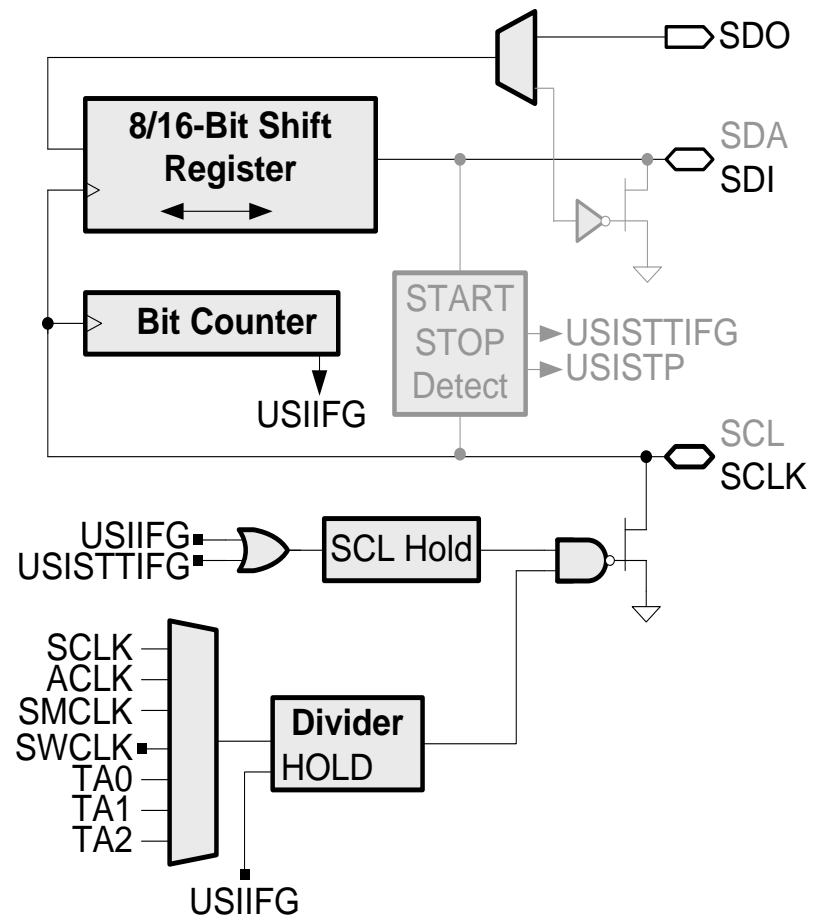 SDO
8/16-Bit Shift
Register
SDA
SDI
START
STOP
Detect
USISTTIFG
USISTP
Bit Counter
USIIFG
SCL
SCLK
USIIFG
USISTTIFG
SCL Hold
SCLK
ACLK
SMCLK
SWCLK
TA0
TA1
TA2
Divider
HOLD
USIIFG